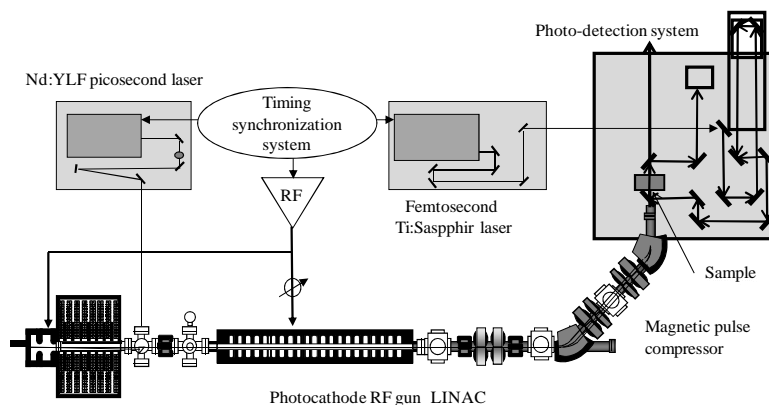 Photo-detection system
Nd:YLF picosecond laser
Timing
synchronization
system
RF
Femtosecond
Ti:Saspphir laser
Sample
Magnetic pulse
compressor
Photocathode RF gun LINAC